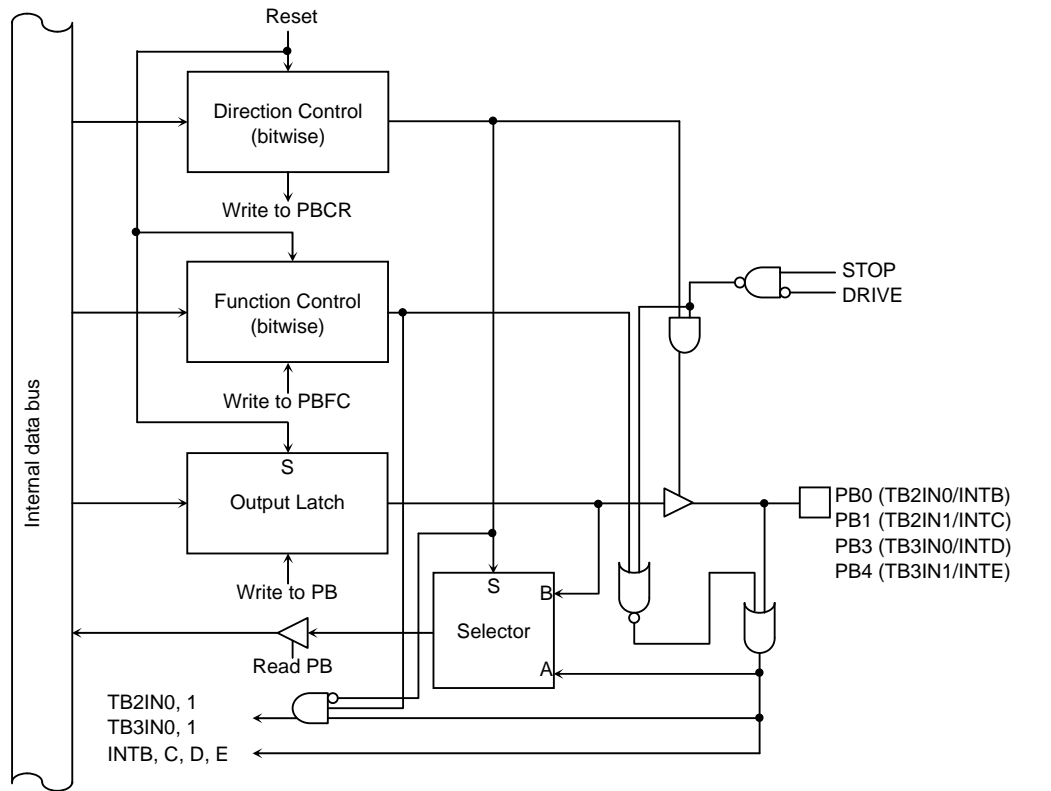 Reset
Direction Control
(bitwise)
Write to PBCR
Function Control
(bitwise)
STOP
DRIVE
Write to PBFC
Internal data bus
S
Output Latch
PB0 (TB2IN0/INTB)
PB1 (TB2IN1/INTC)
PB3 (TB3IN0/INTD)
PB4 (TB3IN1/INTE)
Write to PB
S
B
Selector
A
Read PB
TB2IN0, 1
TB3IN0, 1
INTB, C, D, E